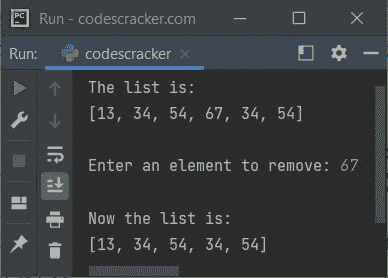 PC Run - codescracker.com
Run: codescracker
The list is:
[13, 34, 54, 67, 34, 54]
Enter an element to remove: 67
Now the list is:
[13, 34, 54, 34, 54]